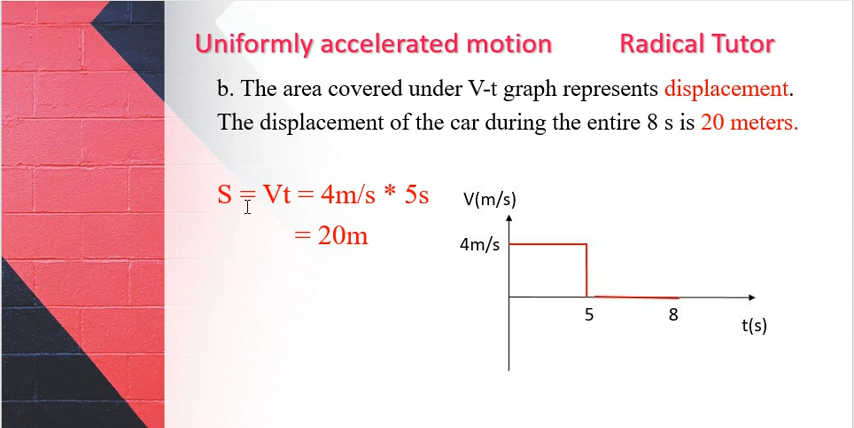 Uniformly accelerated motion Radical Tutor
b. The area covered under V-t graph represents displacement.
The displacement of the car during the entire 8 s is 20 meters.
S = Vt = 4m/s * 5s
= 20m
V(m/s)
4m/s
5 8
t(s)